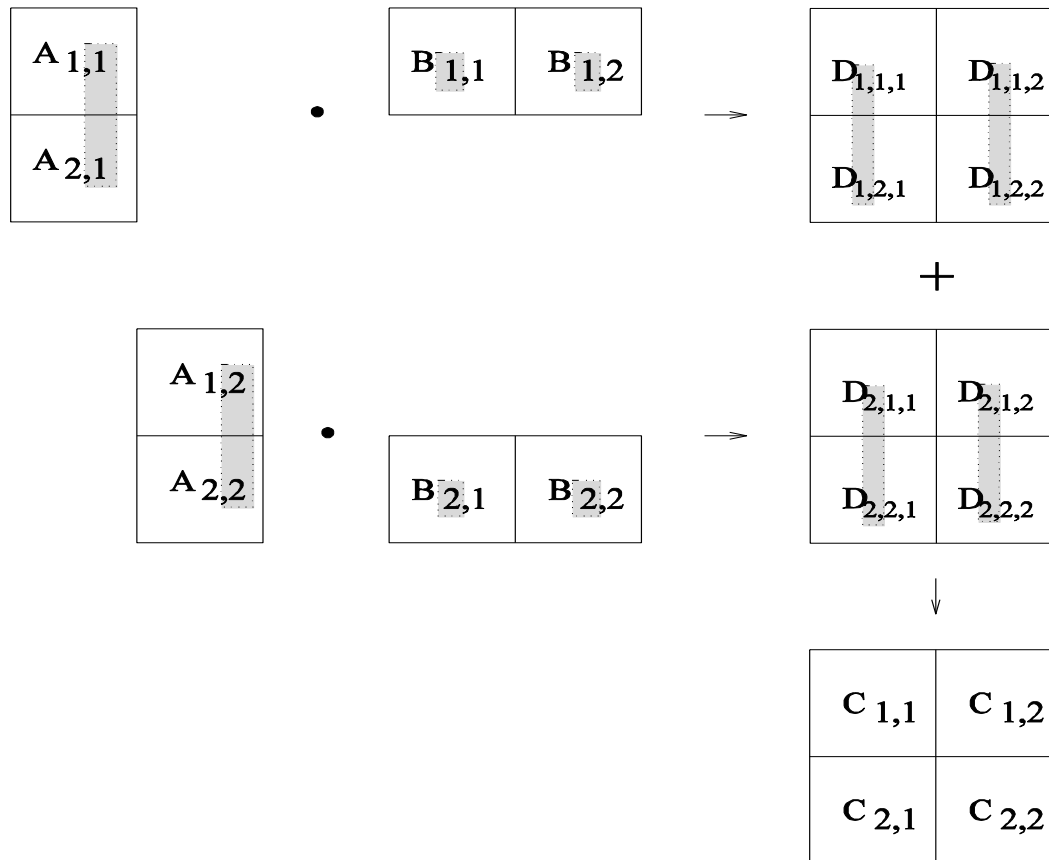 A 1,1 • B 1,1 B 1,2 → D 1,1,1 D 1,1,2
A 2,1 D 1,2,1 D 1,2,2
+
A 1,2 • D 2,1,1 D 2,1,2
A 2,2 B 2,1 B 2,2 → D 2,2,1 D 2,2,2
C 1,1 C 1,2
C 2,1 C 2,2